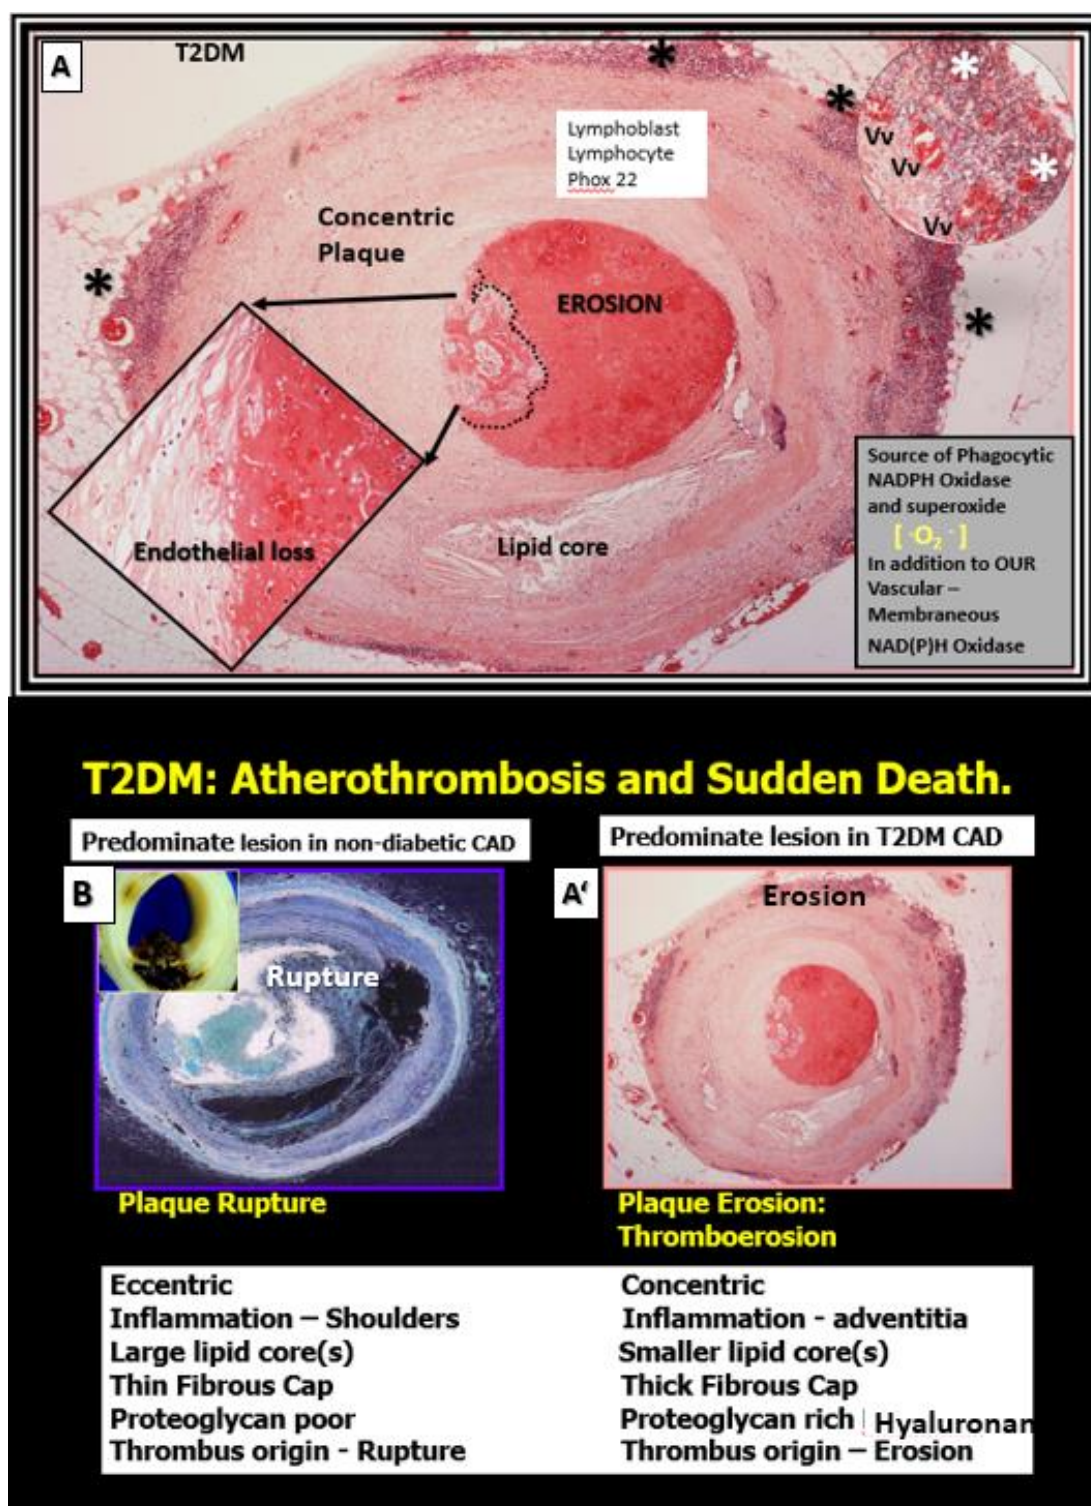 A
T2DM
*
*
*
Vv
Vv
Vv
*
Lymphoblast
Lymphocyte
Phox 22
Concentric
Plaque
*
EROSION
*
*
Source of Phagocytic
NADPH Oxidase
and superoxide
[ ·O₂ ⁻ ]
In addition to OUR
Vascular –
Membraneous
NAD(P)H Oxidase
Endothelial loss
Lipid core
T2DM: Atherothrombosis and Sudden Death.
Predominate lesion in non-diabetic CAD
Predominate lesion in T2DM CAD
B
Rupture
A‘
Erosion
Plaque Rupture
Plaque Erosion:
Thromboerosion
Eccentric
Inflammation – Shoulders
Large lipid core(s)
Thin Fibrous Cap
Proteoglycan poor
Thrombus origin - Rupture
Concentric
Inflammation - adventitia
Smaller lipid core(s)
Thick Fibrous Cap
Proteoglycan rich Hyaluronan
Thrombus origin – Erosion